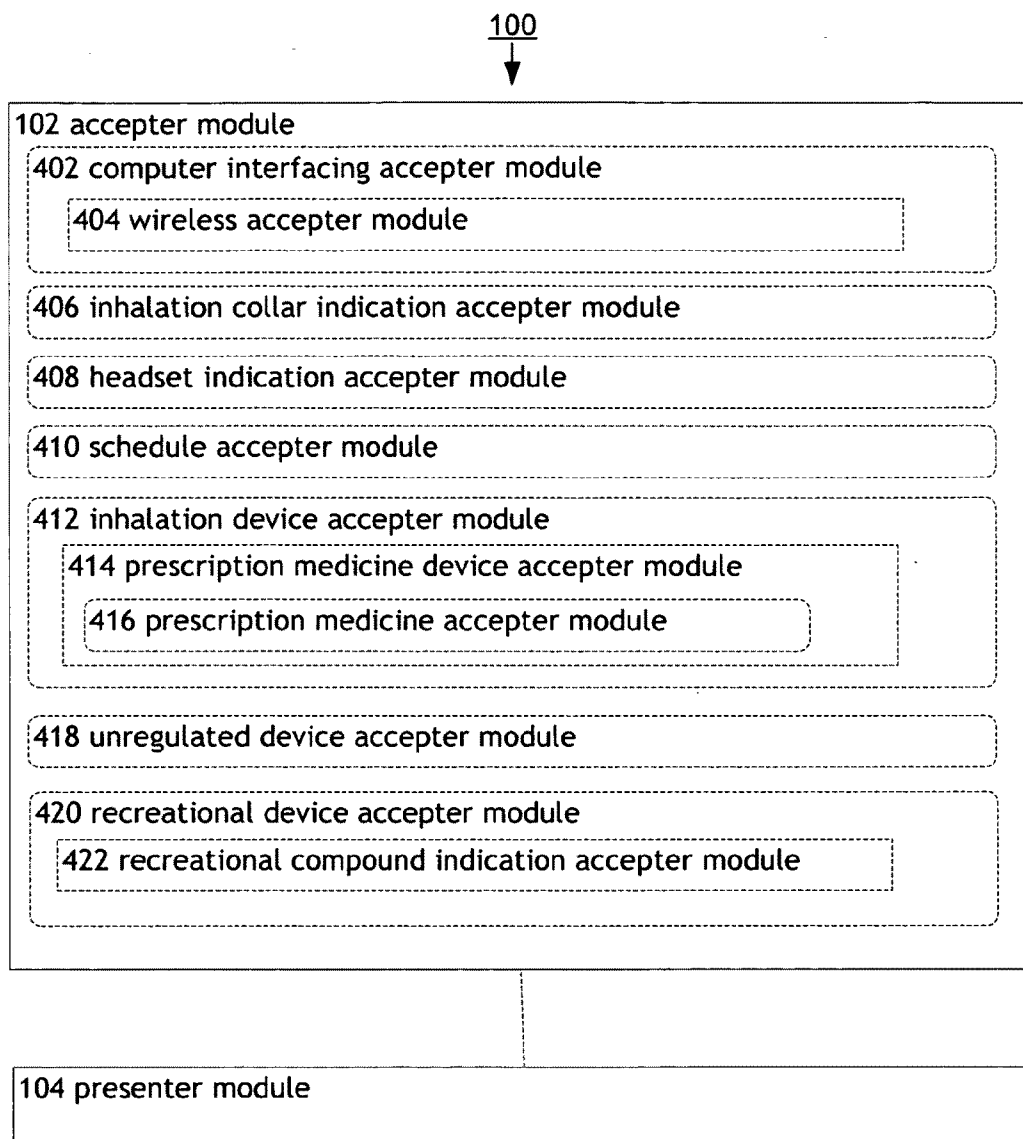 100
102 accepter module
402 computer interfacing accepter module
404 wireless accepter module
406 inhalation collar indication accepter module
408 headset indication accepter module
410 schedule accepter module
412 inhalation device accepter module
414 prescription medicine device accepter module
416 prescription medicine accepter module
418 unregulated device accepter module
420 recreational device accepter module
422 recreational compound indication accepter module
104 presenter module